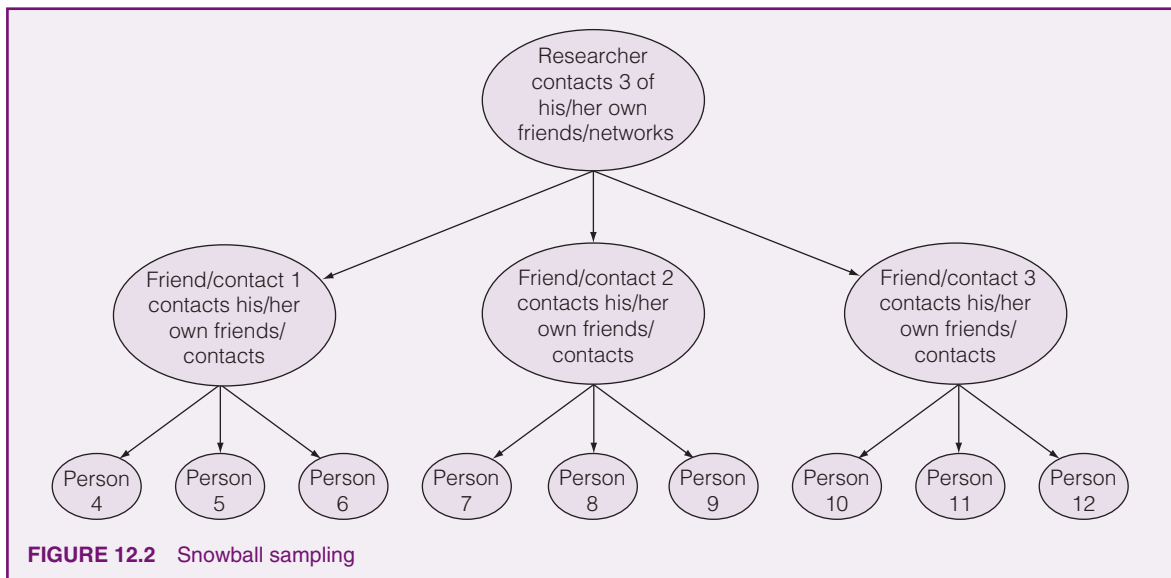 Researcher
contacts 3 of
his/her own
friends/networks
Friend/contact 1
contacts his/her
own friends/
contacts
Friend/contact 2
contacts his/her
own friends/
contacts
Friend/contact 3
contacts his/her
own friends/
contacts
Person
4
Person
5
Person
6
Person
7
Person
8
Person
9
Person
10
Person
11
Person
12
FIGURE 12.2 Snowball sampling